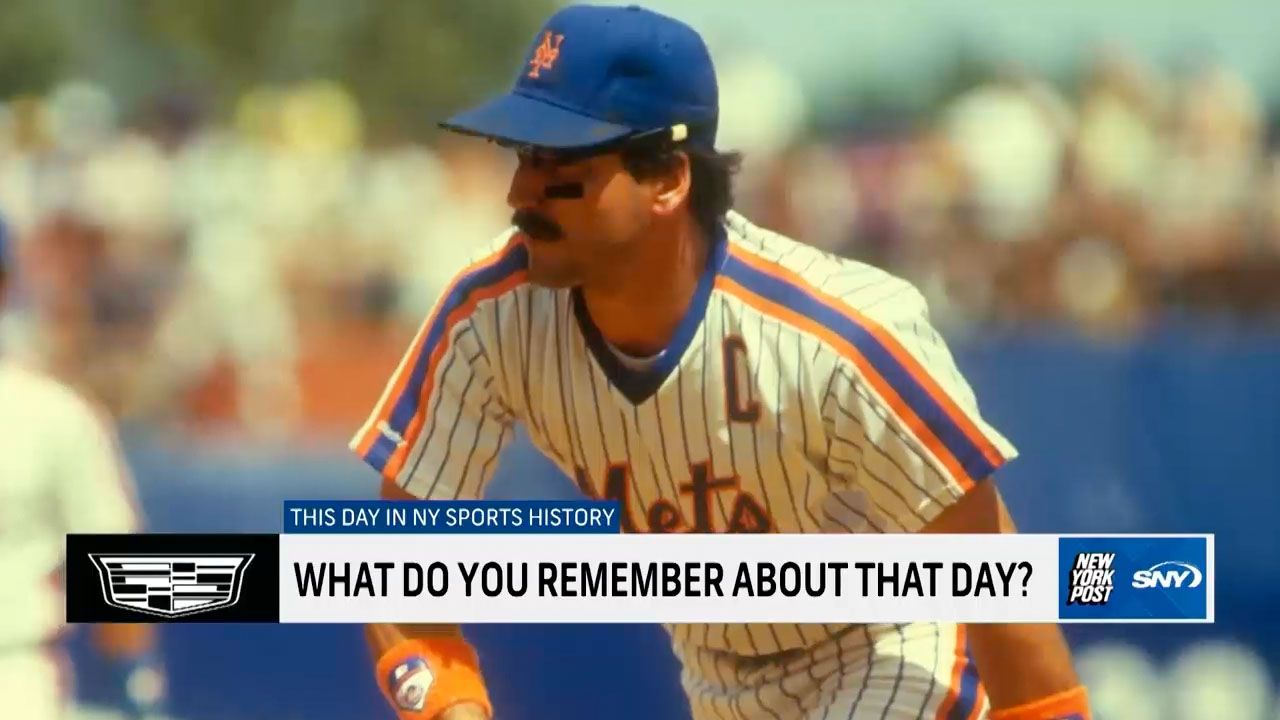 NY
C
Mets
THIS DAY IN NY SPORTS HISTORY
WHAT DO YOU REMEMBER ABOUT THAT DAY?
NEW
YORK
POST
SNY